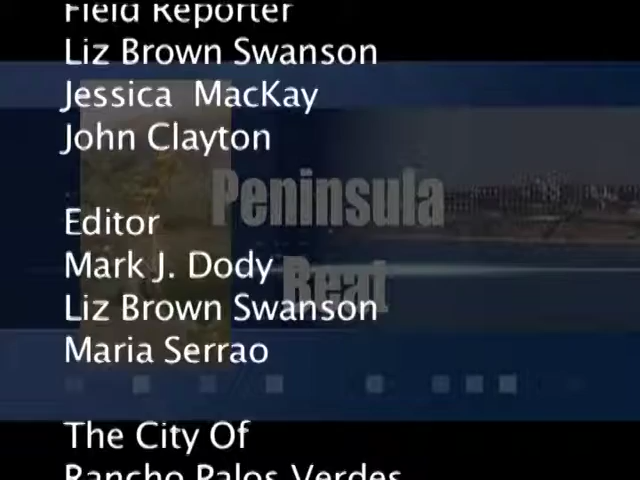 Field Reporter
Liz Brown Swanson
Jessica MacKay
John Clayton
Peninsula
Beat
Editor
Mark J. Dody
Liz Brown Swanson
Maria Serrao
The City Of
Rancho Palos Verdes